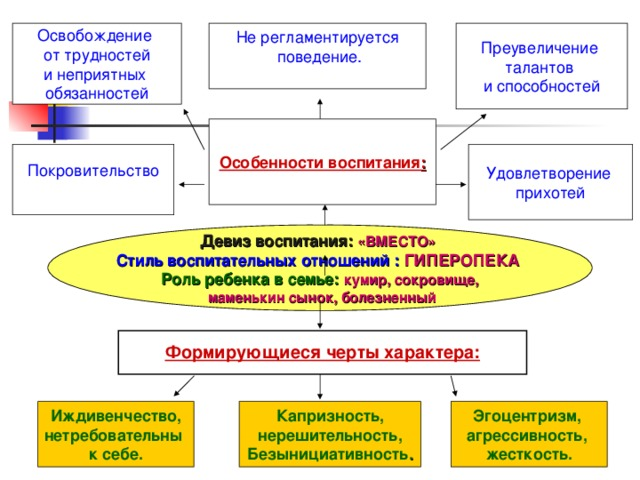 Освобождение
от трудностей
и неприятных
обязанностей
Не регламентируется
поведение.
Преувеличение
талантов
и способностей
Особенности воспитания:
Покровительство
Удовлетворение
прихотей
Девиз воспитания: «ВМЕСТО»
Стиль воспитательных отношений : ГИПЕРОПЕКА
Роль ребенка в семье: кумир, сокровище,
маменькин сынок, болезненный
Формирующиеся черты характера:
Иждивенчество,
нетребовательны
к себе.
Капризность,
нерешительность,
Безынициативность.
Эгоцентризм,
агрессивность,
жесткость.